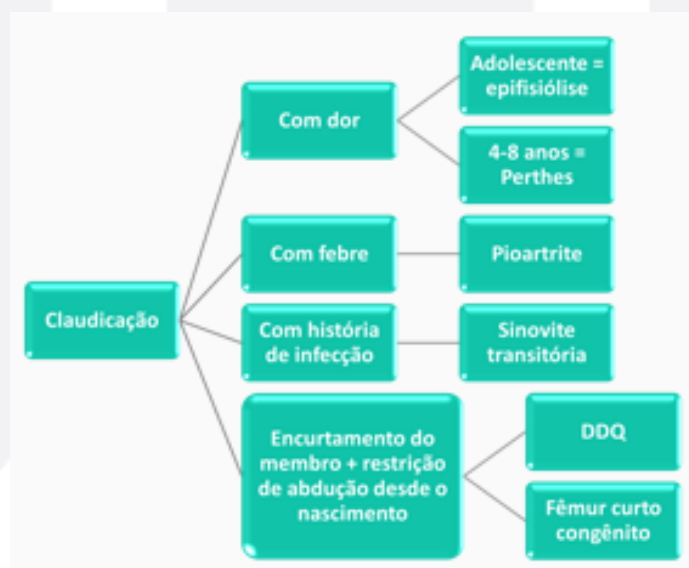 Claudicação
Com dor
Adolescente =
epifisiólise
4-8 anos =
Perthes
Com febre
Pioartrite
Com história
de infecção
Sinovite
transitória
Encurtamento do
membro + restrição
de abdução desde o
nascimento
DDQ
Fêmur curto
congênito